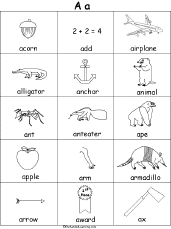 A a
acorn
2 + 2 = 4
add
airplane
alligator
anchor
animal
ant
anteater
ape
apple
arm
armadillo
arrow
award
ax